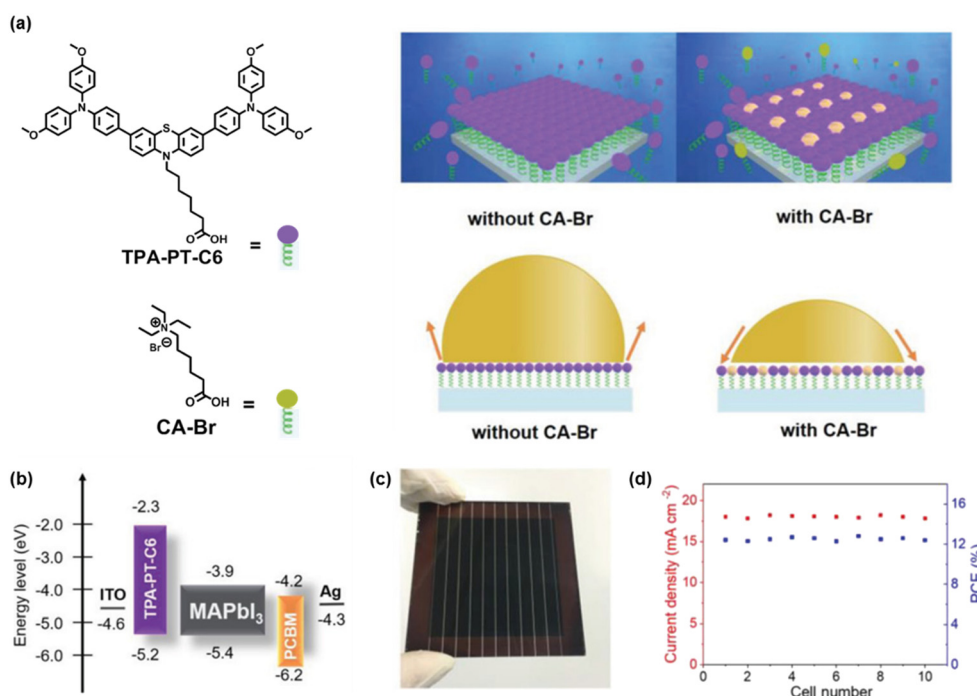 (a)
O
O
N
N
O
O
S
N
O
OH
TPA-PT-C6
=
N
⊕
Br
⊖
O
OH
CA-Br
=
without CA-Br
with CA-Br
without CA-Br
with CA-Br
(b)
Energy level (eV)
-2.0
-3.0
-4.0
-5.0
-6.0
ITO
-4.6
-2.3
TPA-PT-C6
-5.2
-3.9
MAPbI3
-5.4
-4.2
PCBM
-6.2
Ag
-4.3
(c)
(d)
Current density (mA cm⁻²)
20
15
10
5
0
PCE (%)
16
12
8
4
0
0 2 4 6 8 10
Cell number